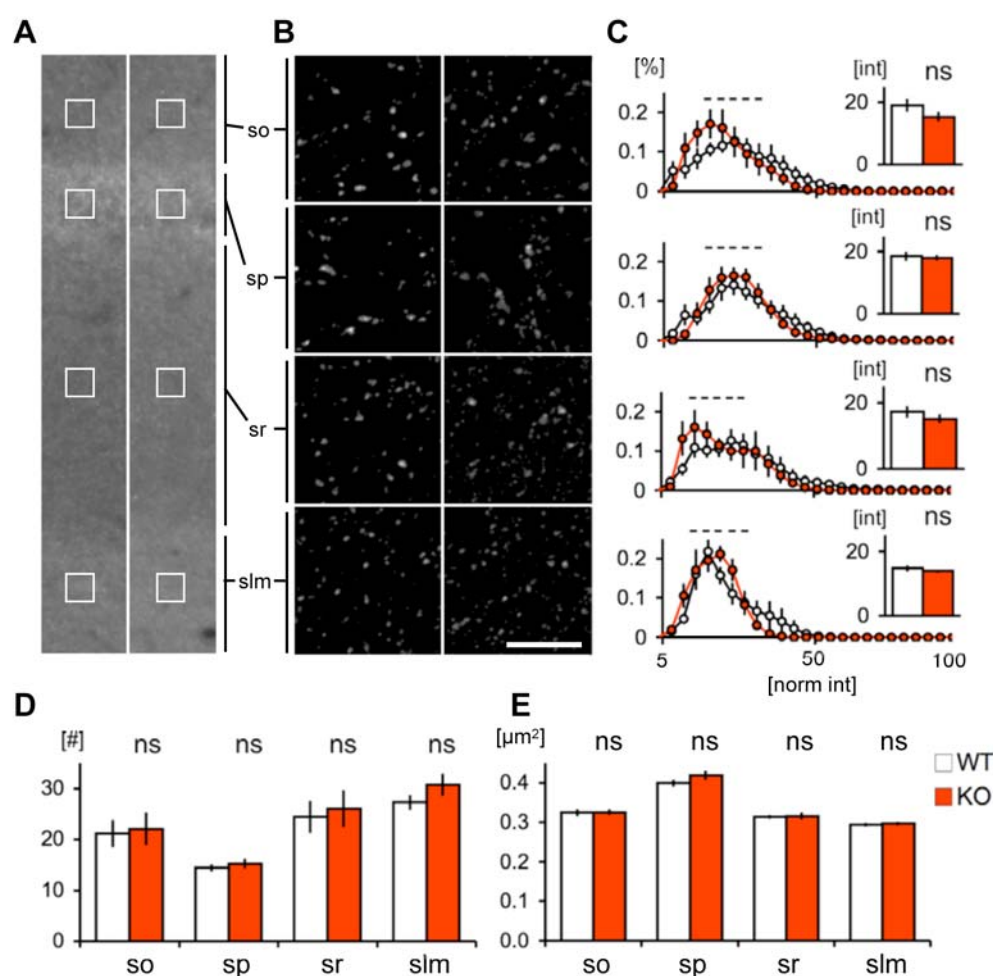 A
B
C
so
sp
sr
slm
[%]
0.2
0.1
0
[int]
ns
20
0
0.2
0.1
0
[int]
ns
20
0
0.2
0.1
0
[int]
ns
20
0
0.2
0.1
0
[int]
ns
20
0
5
50
100
[norm int]
D
[#]
ns
ns
ns
ns
30
20
10
0
so
sp
sr
slm
E
[µm²]
ns
ns
ns
ns
0.4
0.3
0.2
0.1
0.0
so
sp
sr
slm
WT
KO